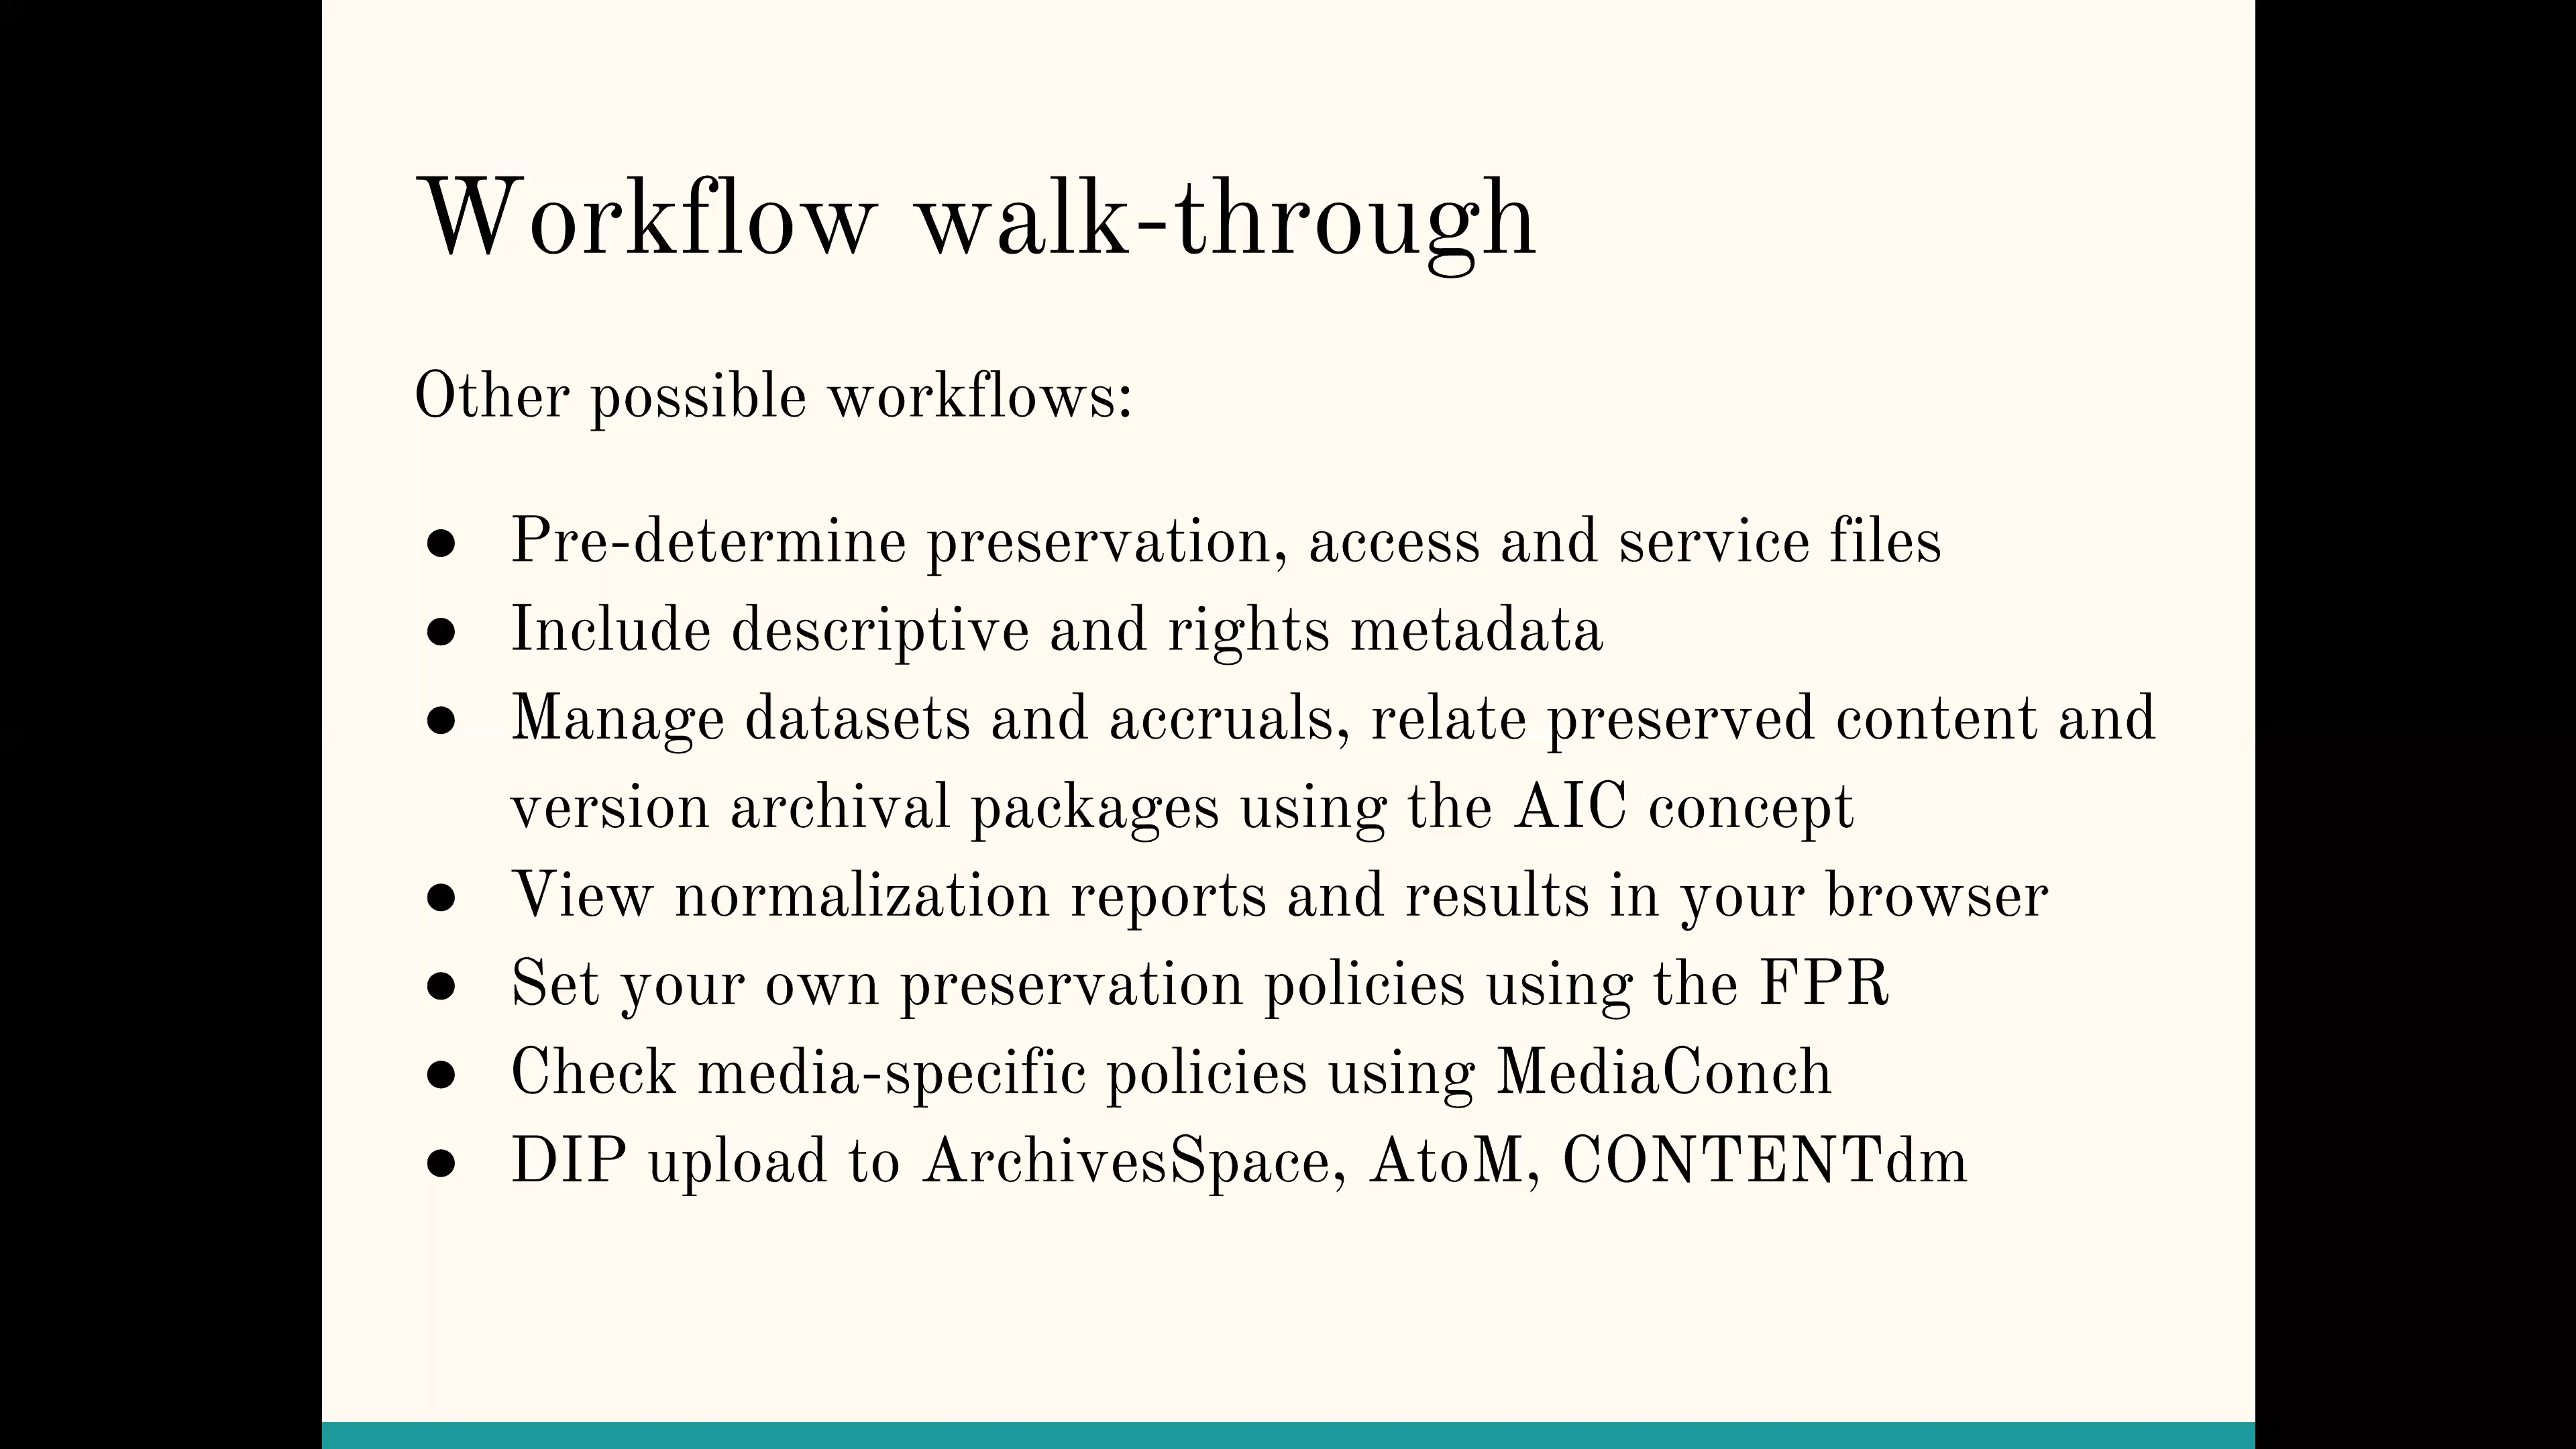 Workflow walk-through
Other possible workflows:
● Pre-determine preservation, access and service files
● Include descriptive and rights metadata
● Manage datasets and accruals, relate preserved content and
version archival packages using the AIC concept
● View normalization reports and results in your browser
● Set your own preservation policies using the FPR
● Check media-specific policies using MediaConch
● DIP upload to ArchivesSpace, AtoM, CONTENTdm